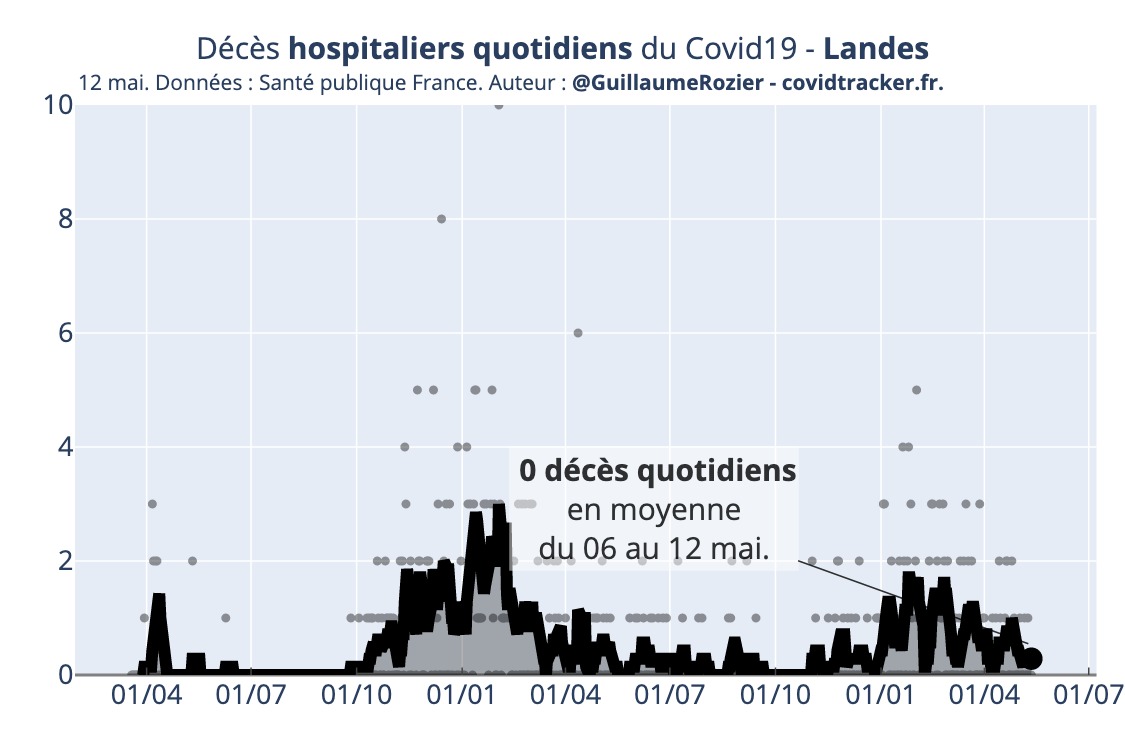 Décès hospitaliers quotidiens du Covid19 - Landes
12 mai. Données : Santé publique France. Auteur : @GuillaumeRozier - covidtracker.fr.
10
8
6
4
2
0
0 décès quotidiens
en moyenne
du 06 au 12 mai.
01/04 01/07 01/10 01/01 01/04 01/07 01/10 01/01 01/04 01/07